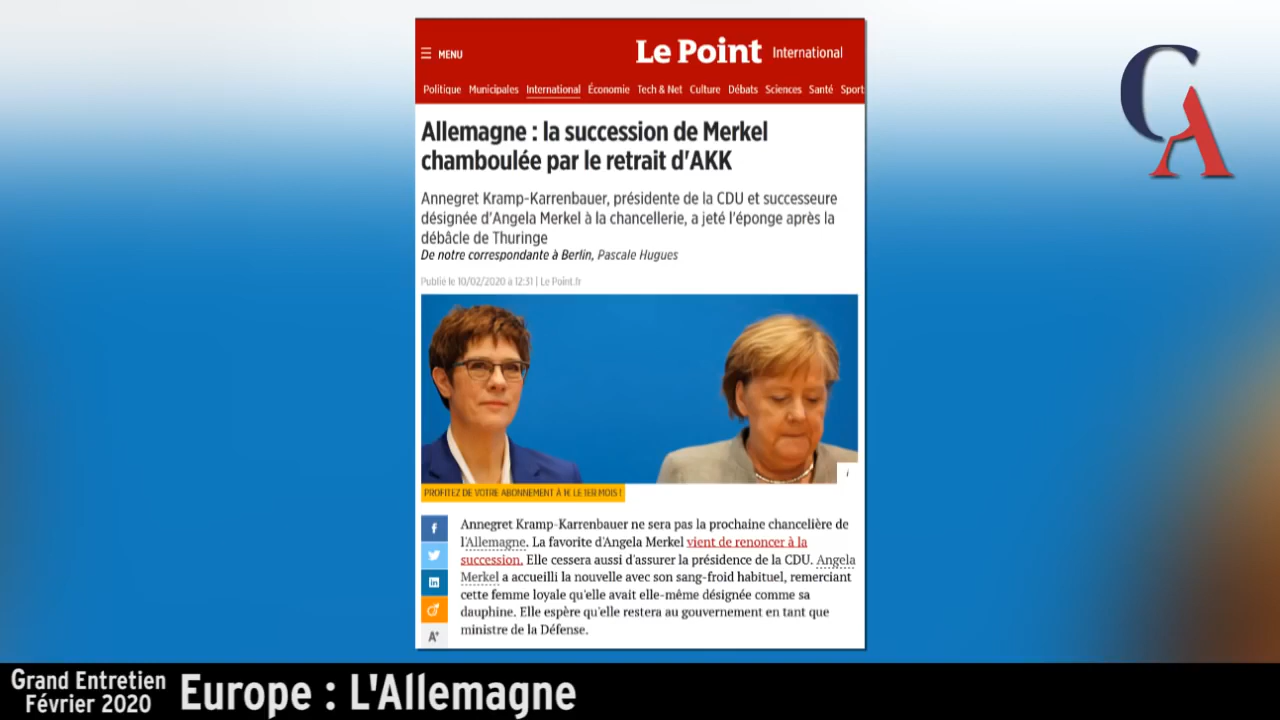 MENU
Le Point International
Politique Municipales International Économie Tech & Net Culture Débats Sciences Santé Sport
CA
Allemagne : la succession de Merkel
chamboulée par le retrait d'AKK
Annegret Kramp-Karrenbauer, présidente de la CDU et successeure
désignée d'Angela Merkel à la chancellerie, a jeté l'éponge après la
débâcle de Thuringe
De notre correspondante à Berlin, Pascale Hugues
Publié le 10/02/2020 à 12:31 | Le Point.fr
i
PROFITEZ DE VOTRE ABONNEMENT À 1€ LE 1ER MOIS !
Annegret Kramp-Karrenbauer ne sera pas la prochaine chancelière de
l'Allemagne. La favorite d'Angela Merkel vient de renoncer à la
succession. Elle cessera aussi d'assurer la présidence de la CDU. Angela
Merkel a accueilli la nouvelle avec son sang-froid habituel, remerciant
cette femme loyale qu'elle avait elle-même désignée comme sa
dauphine. Elle espère qu'elle restera au gouvernement en tant que
ministre de la Défense.
f
in
A+
Grand Entretien
Février 2020
Europe : L'Allemagne